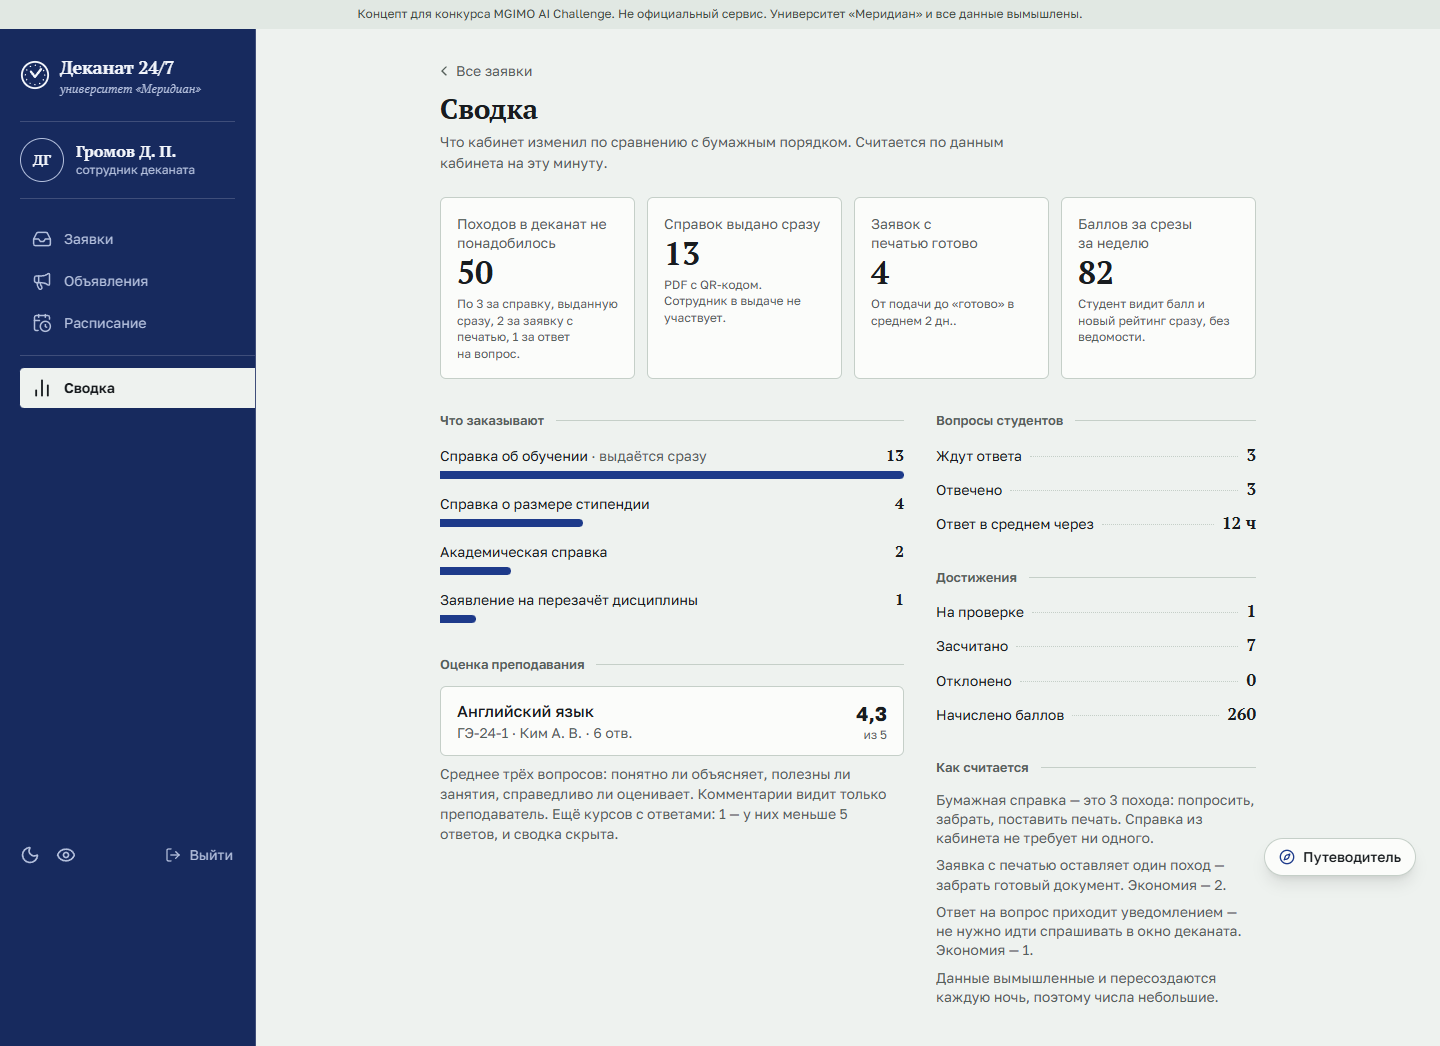 Концепт для конкурса MGIMO AI Challenge. Не официальный сервис. Университет «Меридиан» и все данные вымышлены.
Деканат 24/7
университет «Меридиан»
ДГ
Громов Д. П.
сотрудник деканата
Заявки
Объявления
Расписание
Сводка
Выйти
Все заявки
Сводка
Что кабинет изменил по сравнению с бумажным порядком. Считается по данным
кабинета на эту минуту.
Походов в деканат не
понадобилось
50
По 3 за справку, выданную
сразу, 2 за заявку с
печатью, 1 за ответ
на вопрос.
Справок выдано сразу
13
PDF с QR-кодом.
Сотрудник в выдаче не
участвует.
Заявок с
печатью готово
4
От подачи до «готово» в
среднем 2 дн..
Баллов за срезы
за неделю
82
Студент видит балл и
новый рейтинг сразу, без
ведомости.
Что заказывают
Справка об обучении · выдаётся сразу 13
Справка о размере стипендии 4
Академическая справка 2
Заявление на перезачёт дисциплины 1
Оценка преподавания
Английский язык 4,3
ГЭ-24-1 · Ким А. В. · 6 отв. из 5
Среднее трёх вопросов: понятно ли объясняет, полезны ли
занятия, справедливо ли оценивает. Комментарии видит только
преподаватель. Ещё курсов с ответами: 1 — у них меньше 5
ответов, и сводка скрыта.
Вопросы студентов
Ждут ответа 3
Отвечено 3
Ответ в среднем через 12 ч
Достижения
На проверке 1
Засчитано 7
Отклонено 0
Начислено баллов 260
Как считается
Бумажная справка — это 3 похода: попросить,
забрать, поставить печать. Справка из
кабинета не требует ни одного.
Заявка с печатью оставляет один поход —
забрать готовый документ. Экономия — 2.
Ответ на вопрос приходит уведомлением —
не нужно идти спрашивать в окно деканата.
Экономия — 1.
Данные вымышленные и пересоздаются
каждую ночь, поэтому числа небольшие.
Путеводитель